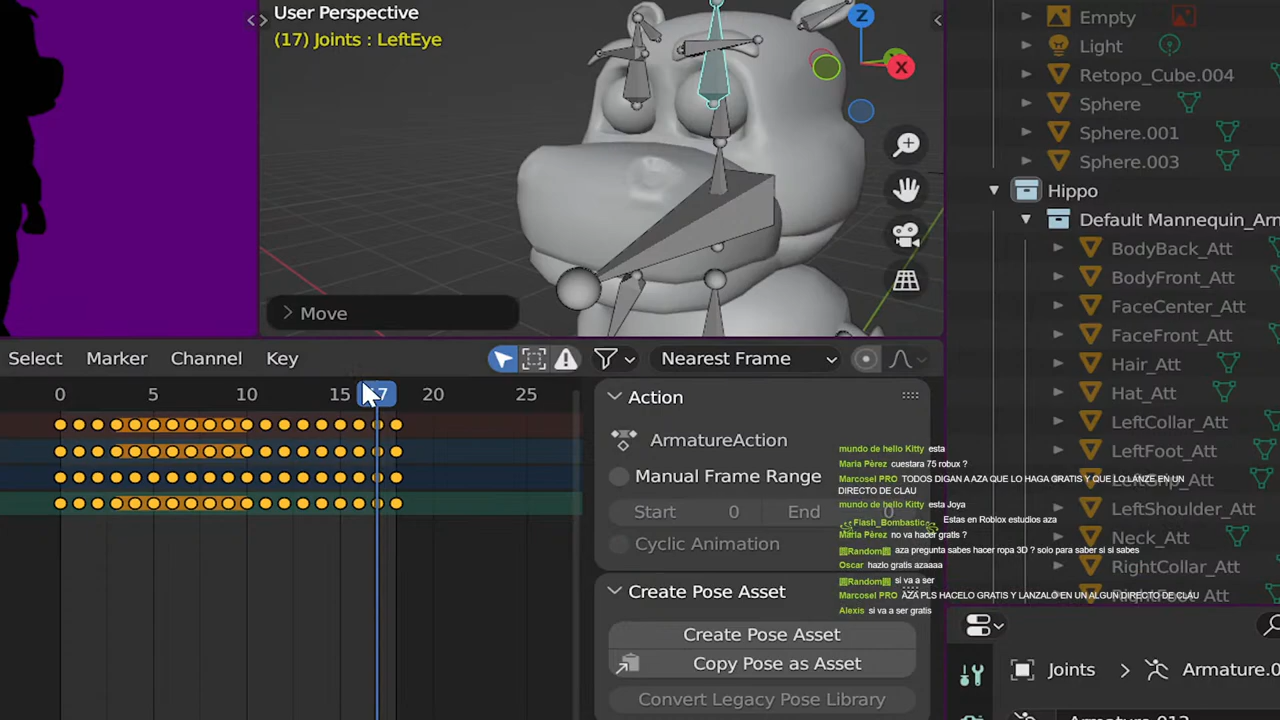 User Perspective
(17) Joints : LeftEye
Z
X
Move
Empty
Light
Retopo_Cube.004
Sphere
Sphere.001
Sphere.003
Hippo
Default Mannequin_Arm
BodyBack_Att
BodyFront_Att
FaceCenter_Att
FaceFront_Att
Hair_Att
Hat_Att
LeftCollar_Att
LeftFoot_Att
LeftShoulder_Att
Neck_Att
RightCollar_Att
Select Marker Channel Key
Nearest Frame
0 5 10 15 20 25
Action
ArmatureAction
Manual Frame Range
Start 0 End
Cyclic Animation
Create Pose Asset
Create Pose Asset
Copy Pose as Asset
Convert Legacy Pose Library
mundo de hello Kitty esta
Maria Pèrez cuestara 75 robux ?
Marcosel PRO TODOS DIGAN A AZA QUE LO HAGA GRATIS Y QUE LO LANZE EN UN
DIRECTO DE CLAU
mundo de hello Kitty esta Joya
Flash_Bombastic Estas en Roblox estudios aza
Maria Pèrez no va hacer gratis ?
Random aza pregunta sabes hacer ropa 3D ? solo para saber si si sabes
Oscar hazlo gratis azaaaa
Random si va a ser
Marcosel PRO AZA PLS HACELO GRATIS Y LANZALO EN UN ALGUN DIRECTO DE CLAU
Alexis si va a ser gratis
Joints
Armature.0